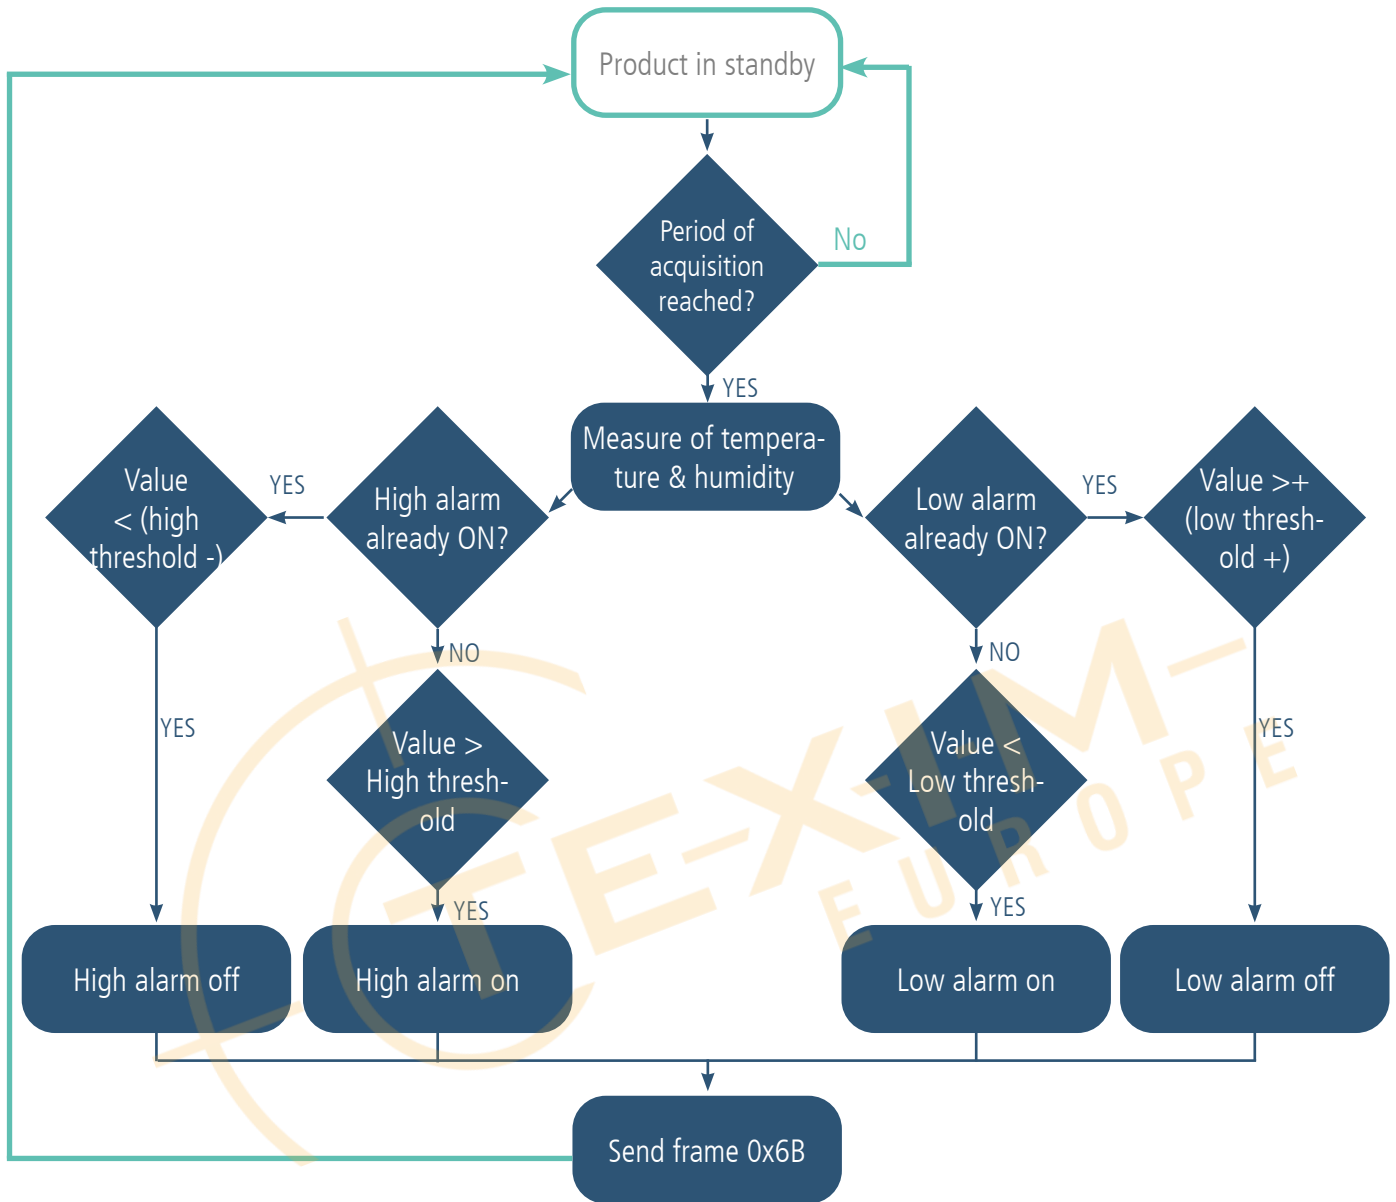 Product in standby
Period of
acquisition
reached?
No
YES
Measure of tempera-
ture & humidity
Value
< (high
threshold -)
YES
High alarm
already ON?
Low alarm
already ON?
YES
Value >+
(low thresh-
old +)
NO
NO
YES
Value >
High thresh-
old
Value <
Low thresh-
old
YES
YES
YES
TEXIM
EUROPE
High alarm off
High alarm on
Low alarm on
Low alarm off
Send frame 0x6B